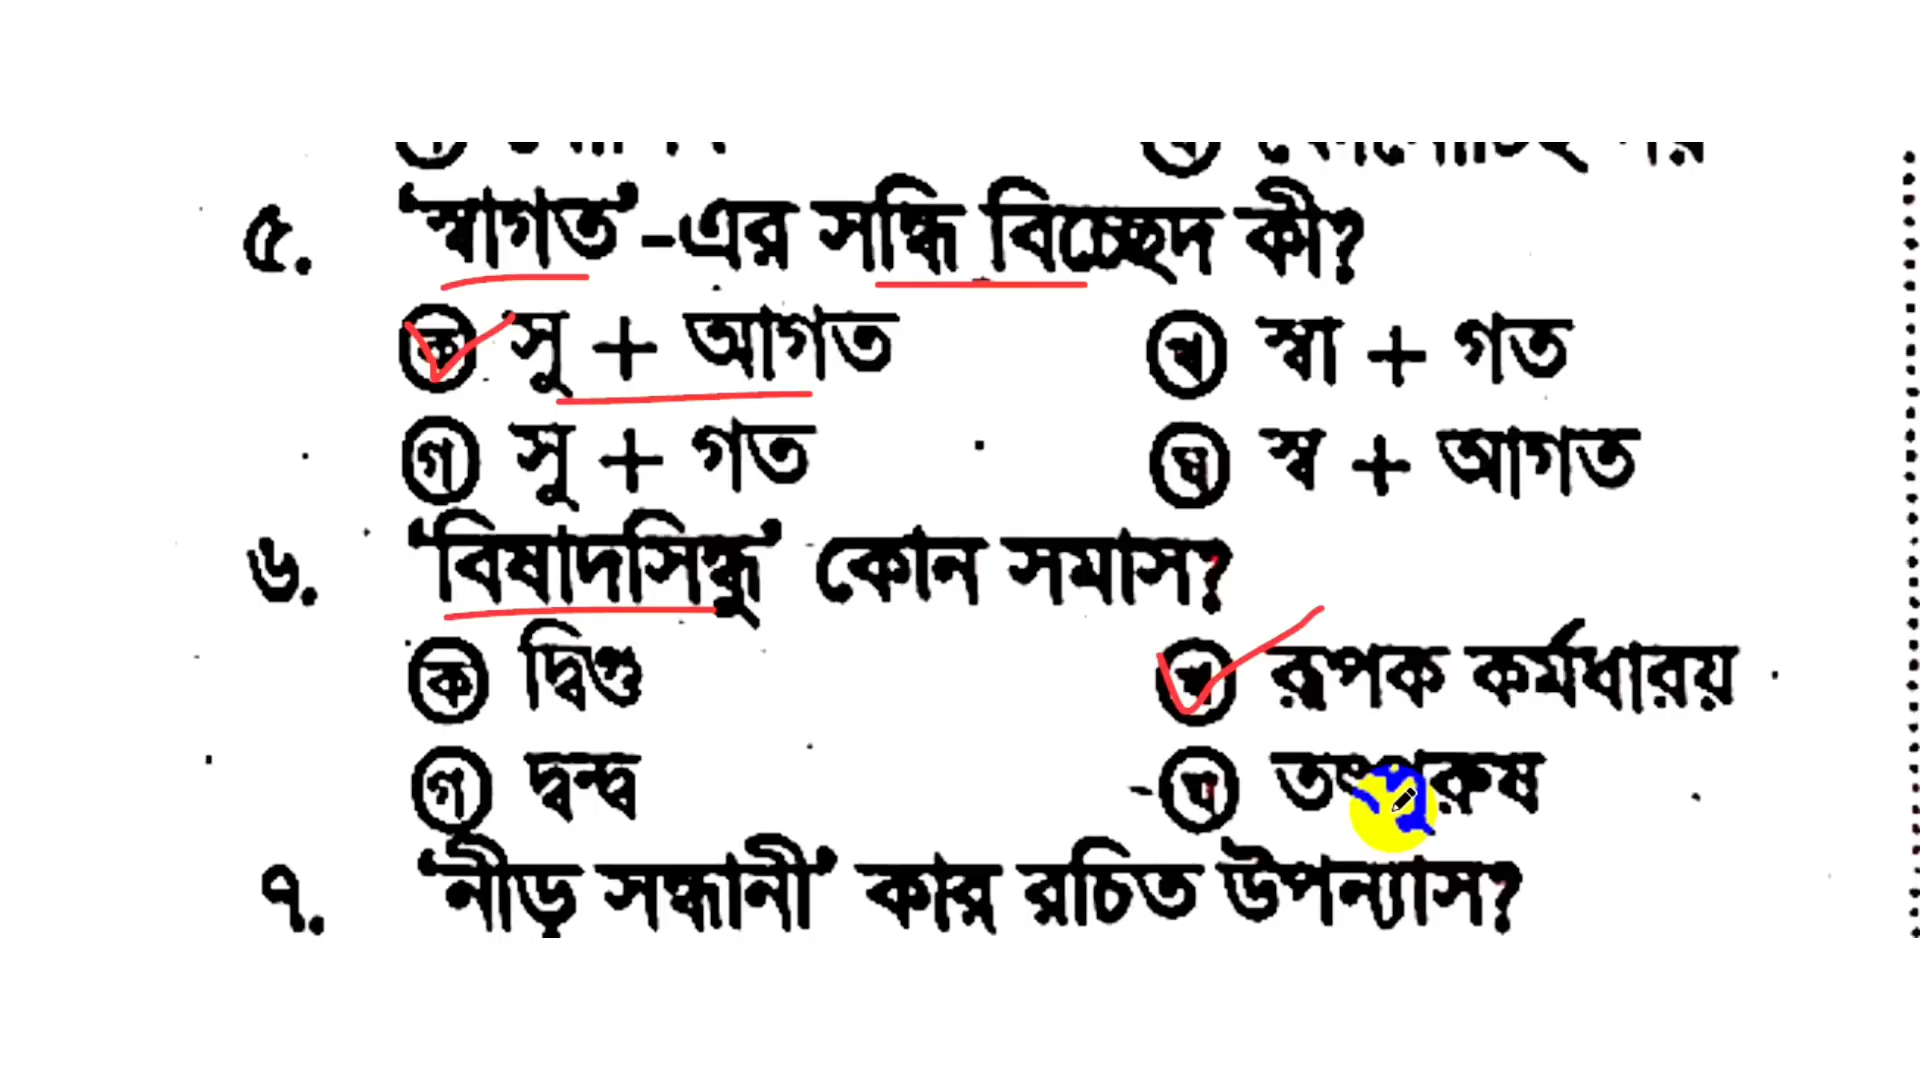 ৫. ‘স্বাগত’-এর সন্ধি বিচ্ছেদ কী?
ক সু + আগত খ স্বা + গত
গ সু + গত ঘ স্ব + আগত
৬. ‘বিষাদসিন্ধু’ কোন সমাস?
ক দ্বিগু খ রূপক কর্মধারয়
গ দ্বন্দ্ব ঘ তৎপুরুষ
৭. ‘নীড় সন্ধানী’ কার রচিত উপন্যাস?